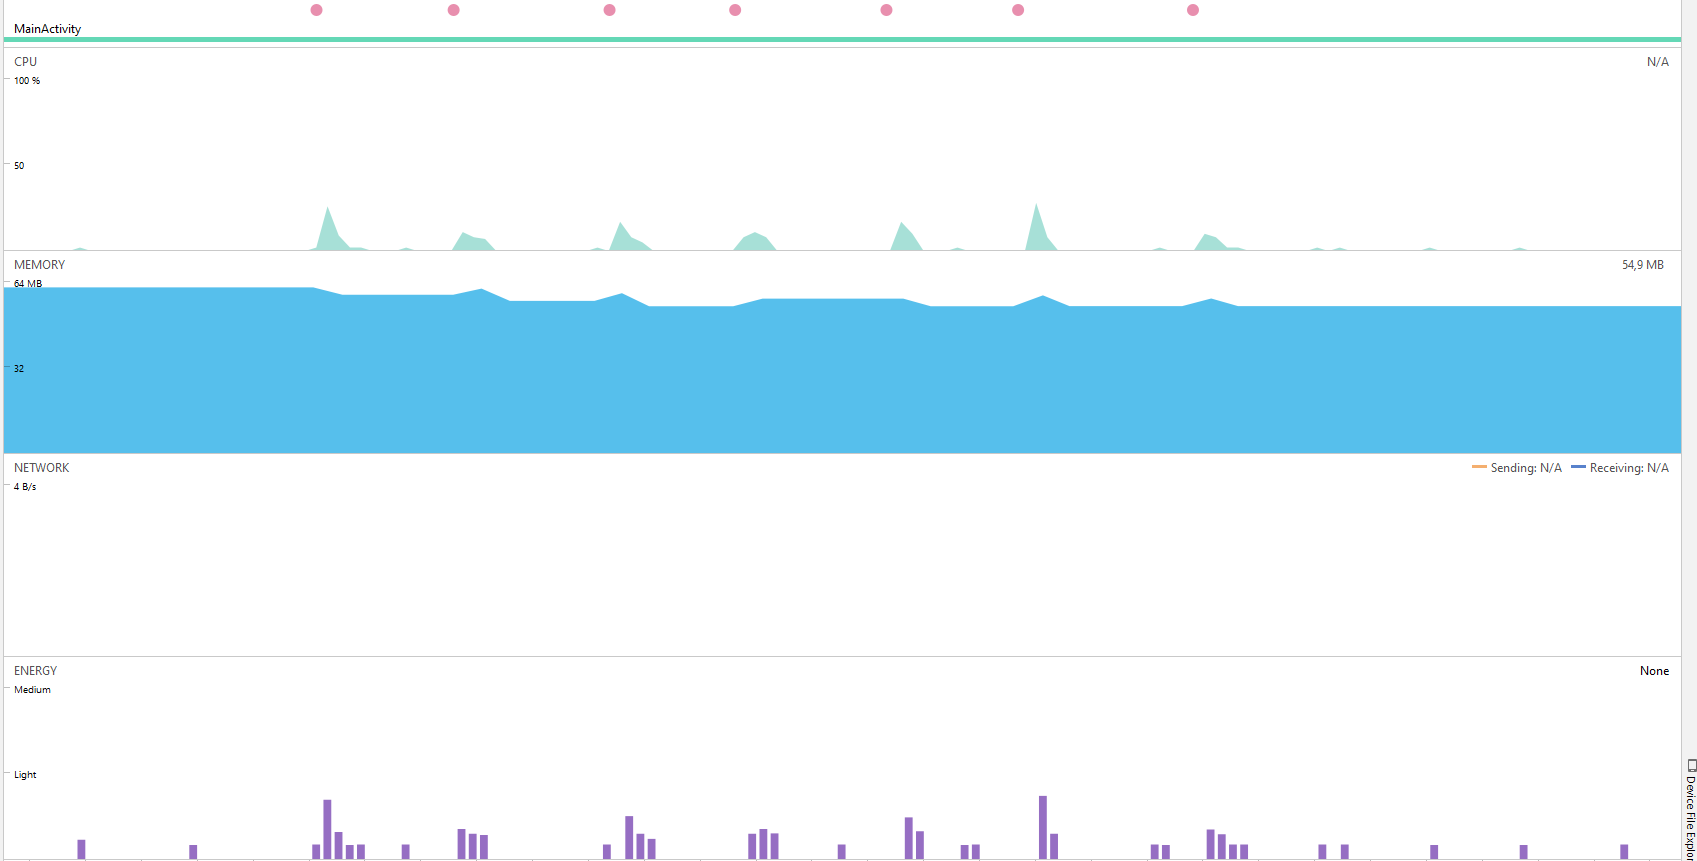 MainActivity
CPU N/A
100 %
50
MEMORY 54,9 MB
64 MB
32
NETWORK Sending: N/A Receiving: N/A
4 B/s
ENERGY None
Medium
Light
Device File Explor